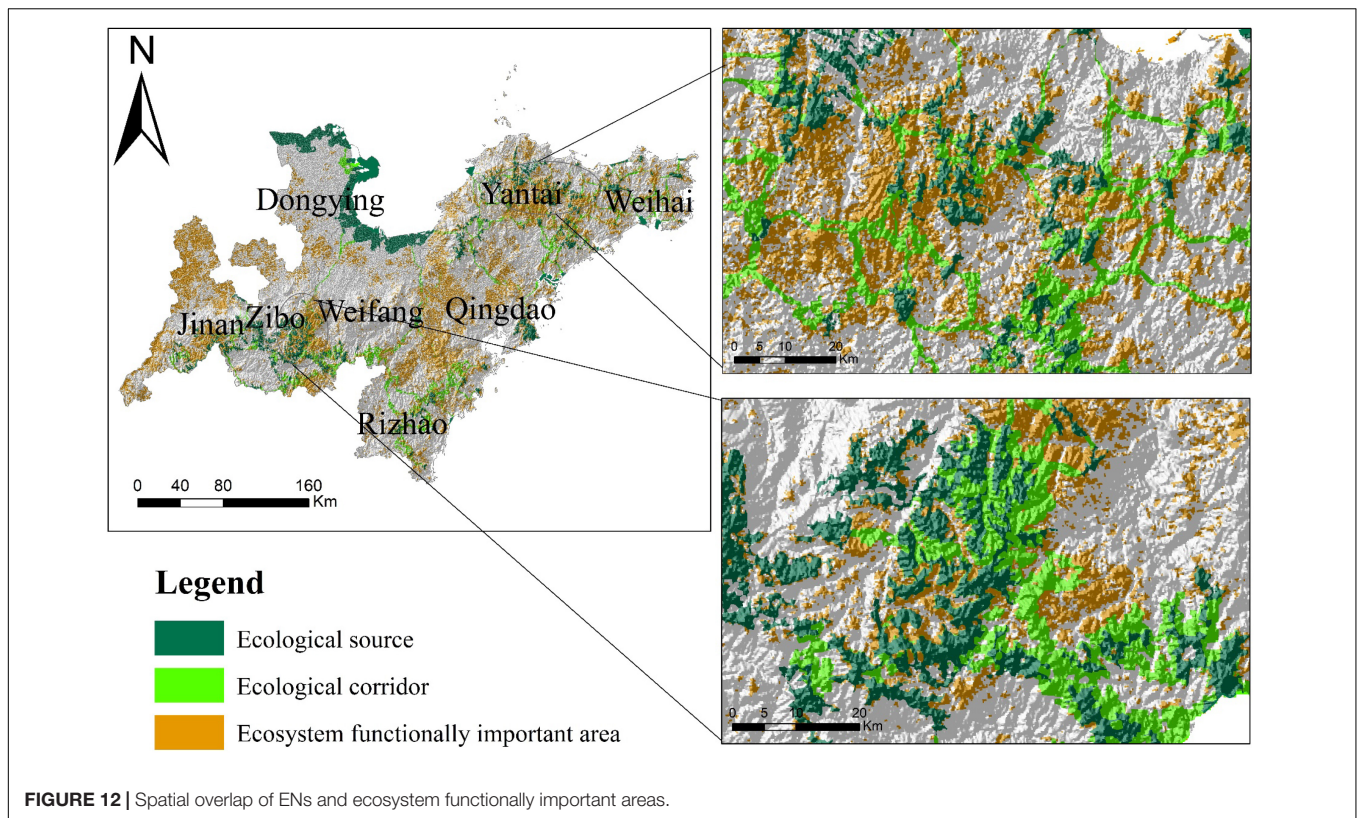 N
Dongying
Yantai
Weihai
Jinan
Zibo
Weifang
Qingdao
Rizhao
0 40 80 160
Km
0 5 10 20
Km
0 5 10 20
Km
Legend
Ecological source
Ecological corridor
Ecosystem functionally important area
FIGURE 12 | Spatial overlap of ENs and ecosystem functionally important areas.